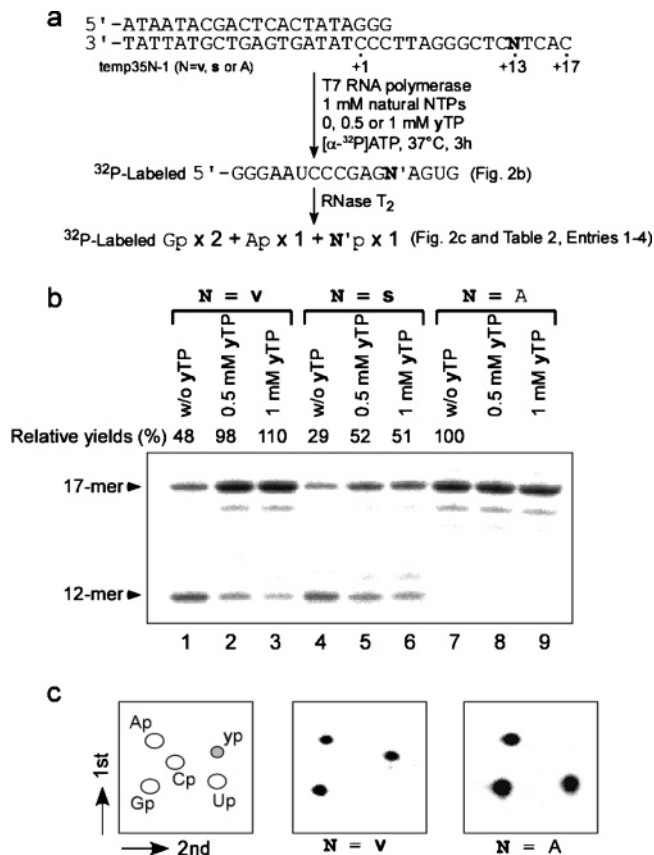 a
5'-ATAATACGACTCACTATAGGG
3'-TATTATGCTGAGTGATATCCCTTAGGGCTCNTCAC
temp35N-1 (N=v, s or A) +1 +13 +17
T7 RNA polymerase
1 mM natural NTPs
0, 0.5 or 1 mM yTP
[α-³²P]ATP, 37°C, 3h
³²P-Labeled 5'-GGGAAUCCCGAGN'AGUG (Fig. 2b)
RNase T₂
³²P-Labeled Gp x 2 + Ap x 1 + N'p x 1 (Fig. 2c and Table 2, Entries 1-4)
b
N = v N = s N = A
w/o yTP 0.5 mM yTP 1 mM yTP w/o yTP 0.5 mM yTP 1 mM yTP w/o yTP 0.5 mM yTP 1 mM yTP
Relative yields (%) 48 98 110 29 52 51 100
17-mer
12-mer
1 2 3 4 5 6 7 8 9
c
Ap yp
Cp
Gp Up
1st
2nd
N = v
N = A